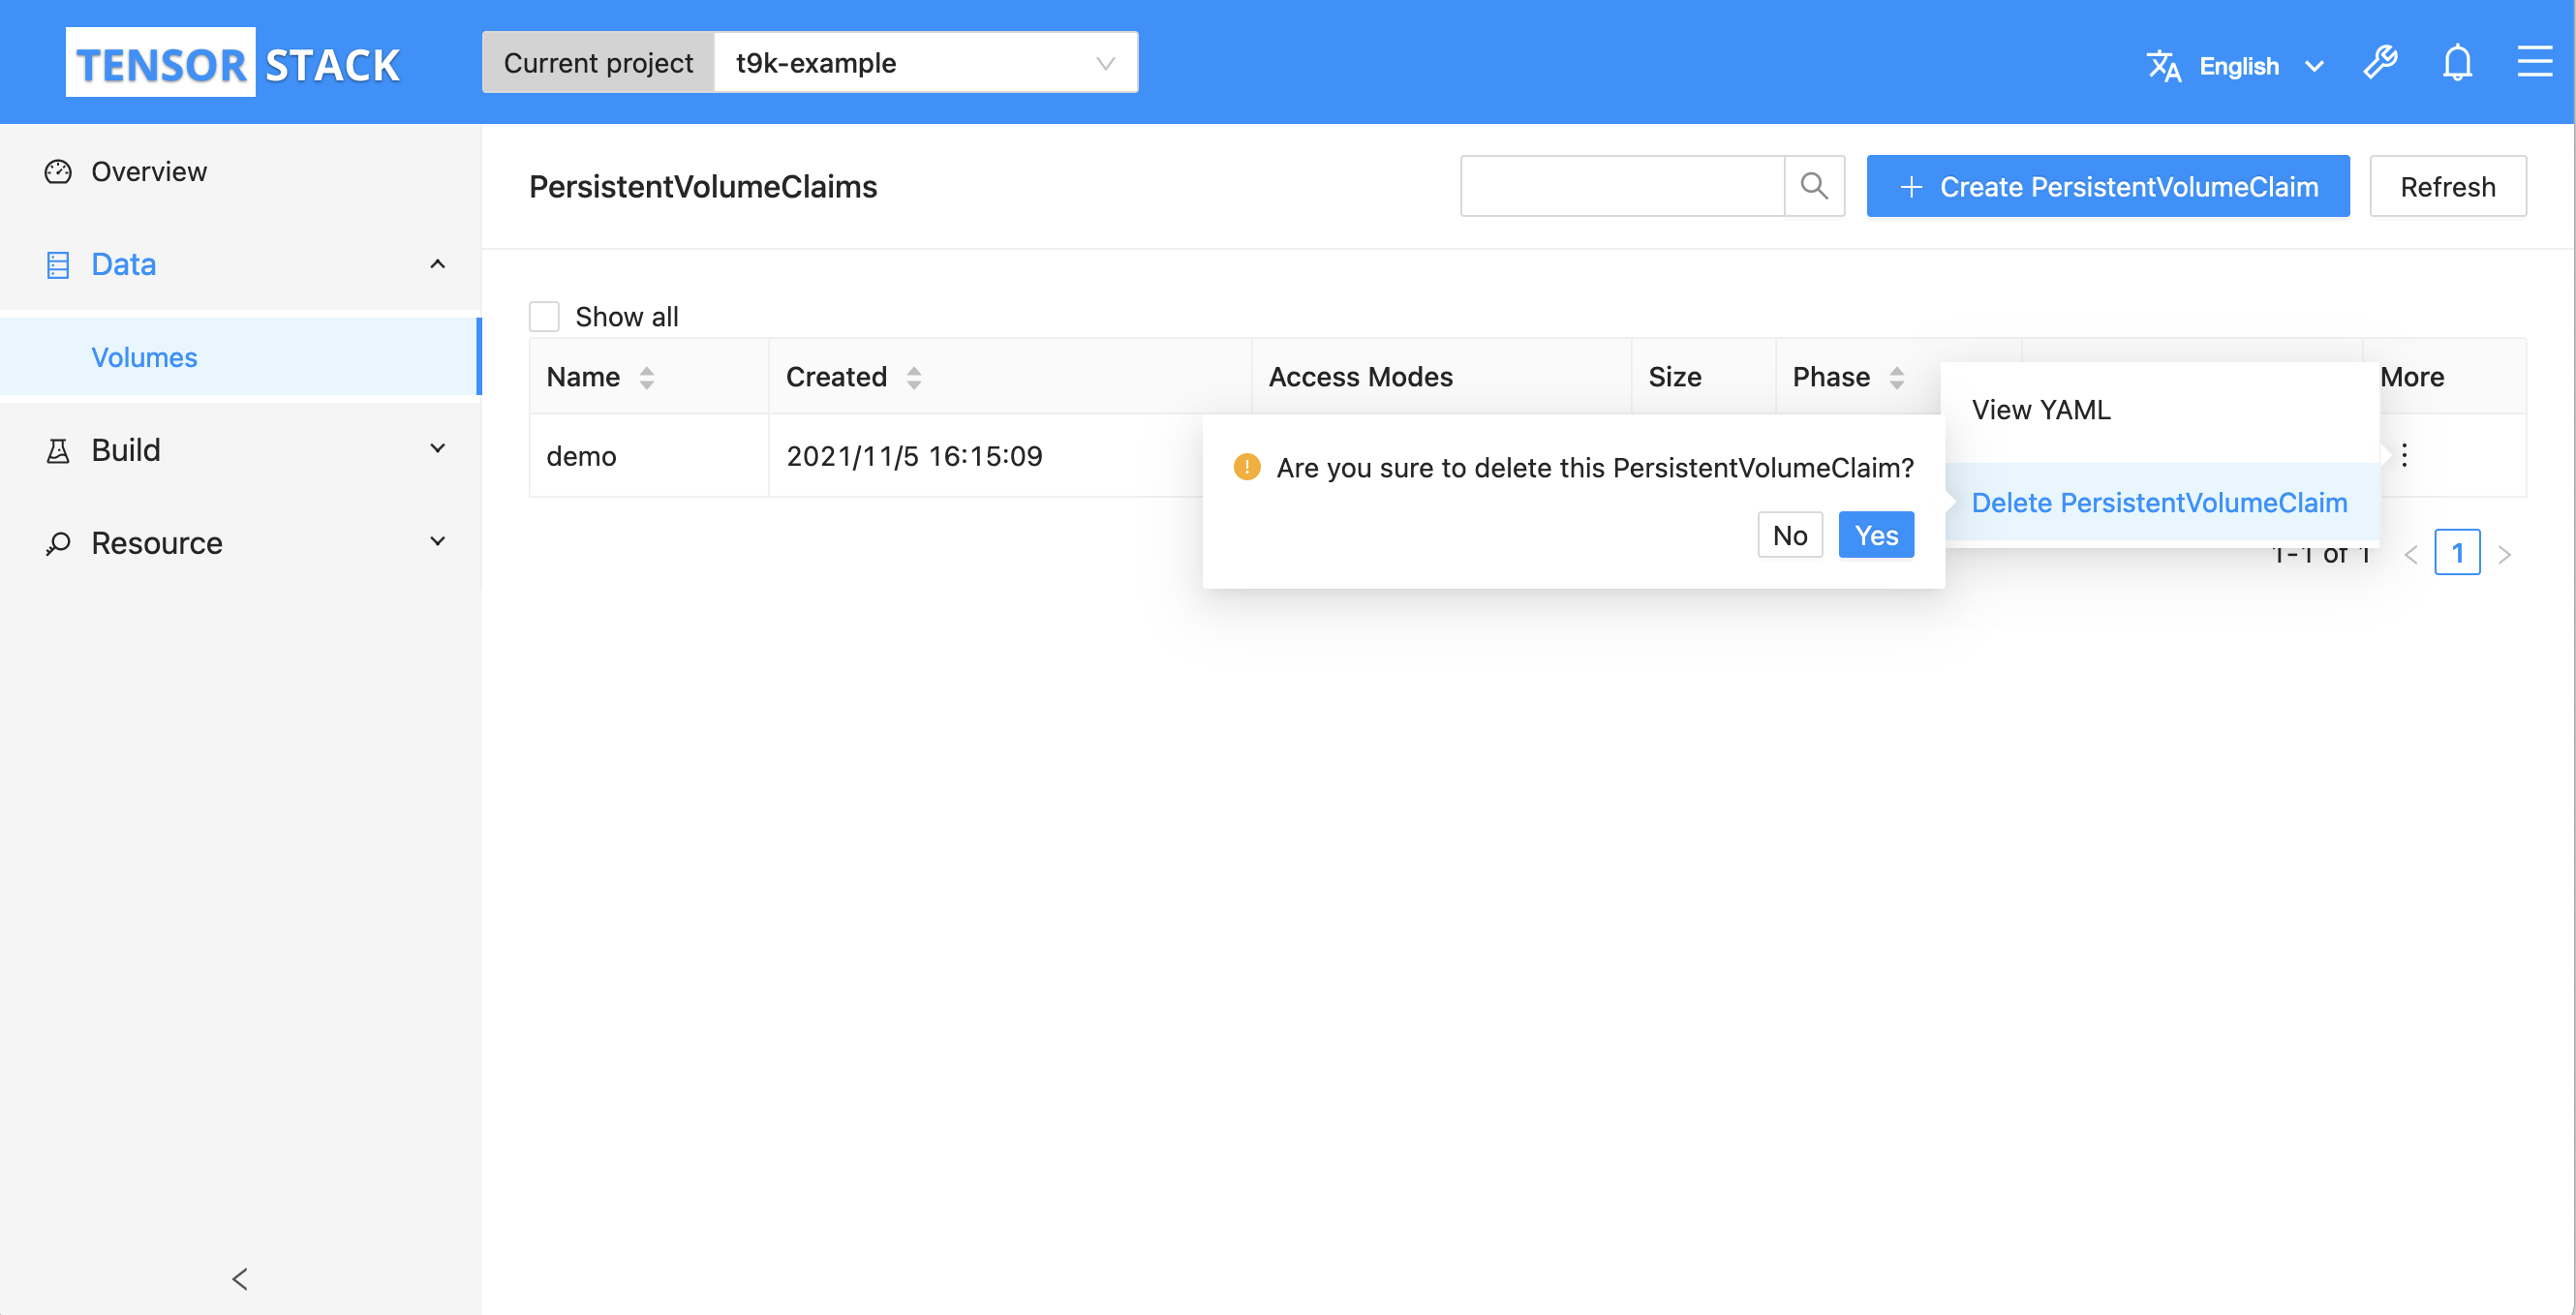 TENSOR STACK
Current project t9k-example
English
Overview
Data
Volumes
Build
Resource
PersistentVolumeClaims
Create PersistentVolumeClaim
Refresh
Show all
Name Created Access Modes Size Phase More
demo 2021/11/5 16:15:09
View YAML
Delete PersistentVolumeClaim
Are you sure to delete this PersistentVolumeClaim?
No Yes
1-1 of 1
1